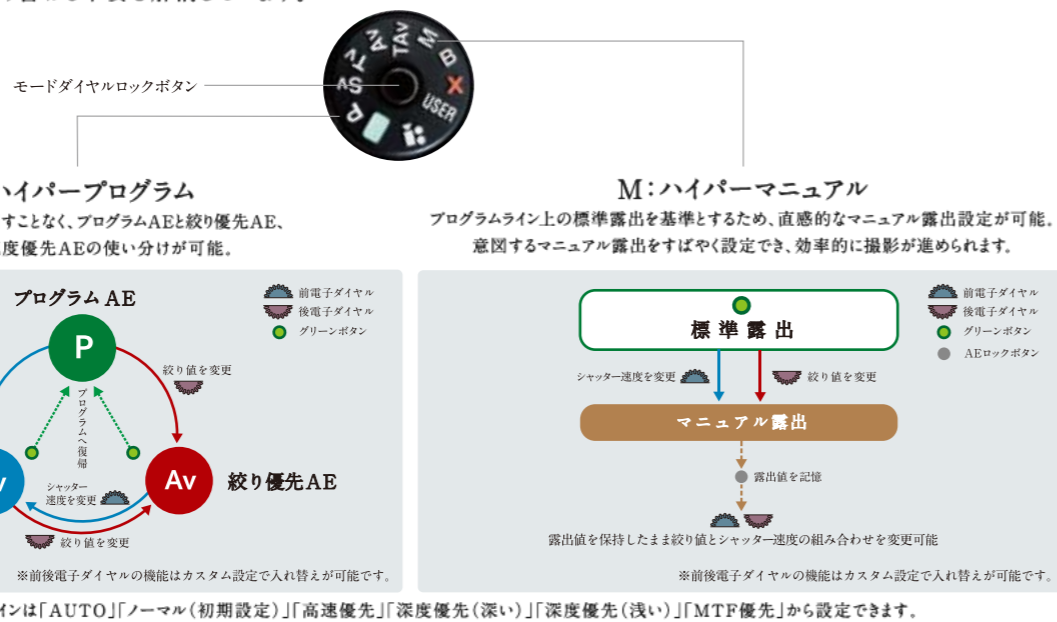 モードダイヤルロックボタン
P
Sv
Tv
Av
TAv
M
B
X
USER
ハイパープログラム
すことなく、プログラムAEと絞り優先AE、
度優先AEの使い分けが可能。
プログラム AE
前電子ダイヤル
後電子ダイヤル
グリーンボタン
P
絞り値を変更
プログラムへ復帰
シャッター
速度を変更
Av
絞り優先AE
絞り値を変更
※前後電子ダイヤルの機能はカスタム設定で入れ替えが可能です。
M:ハイパーマニュアル
プログラムライン上の標準露出を基準とするため、直感的なマニュアル露出設定が可能。
意図するマニュアル露出をすばやく設定でき、効率的に撮影が進められます。
前電子ダイヤル
後電子ダイヤル
グリーンボタン
AEロックボタン
標準露出
シャッター速度を変更
絞り値を変更
マニュアル露出
露出値を記憶
露出値を保持したまま絞り値とシャッター速度の組み合わせを変更可能
※前後電子ダイヤルの機能はカスタム設定で入れ替えが可能です。
インは「AUTO」「ノーマル(初期設定)」「高速優先」「深度優先(深い)」「深度優先(浅い)」「MTF優先」から設定できます。